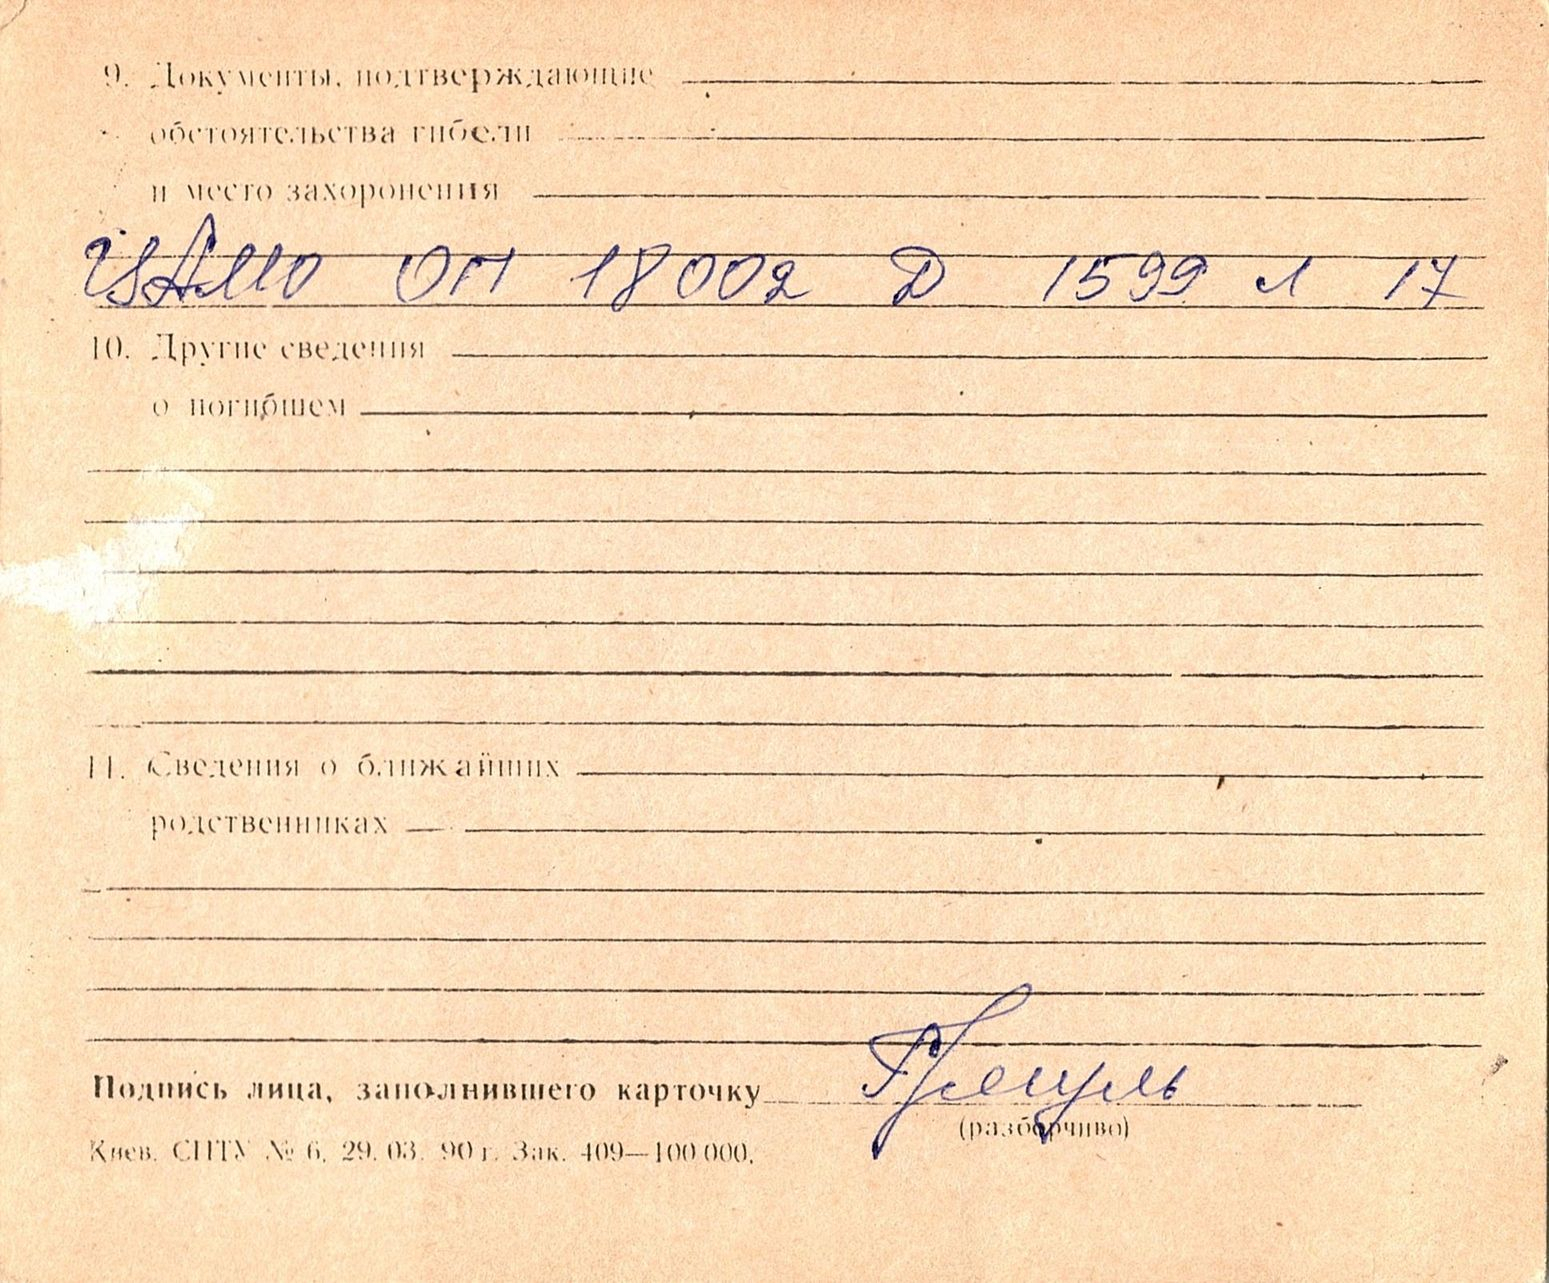 9. Документы, подтверждающие
обстоятельства гибели
и место захоронения
ЦАМО ОП 18002 Д 1599 Л 17
10. Другие сведения
о погибшем
11. Сведения о ближайших
родственниках
Подпись лица, заполнившего карточку
(разборчиво)
Киев. СПТУ № 6. 29. 03. 90 г. Зак. 409—100 000.